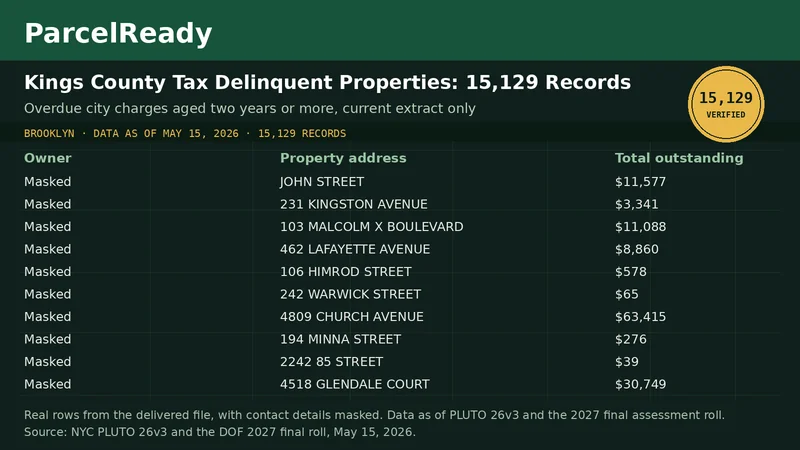 ParcelReady
Kings County Tax Delinquent Properties: 15,129 Records
Overdue city charges aged two years or more, current extract only
15,129
VERIFIED
BROOKLYN · DATA AS OF MAY 15, 2026 · 15,129 RECORDS
Owner Property address Total outstanding
Masked JOHN STREET $11,577
Masked 231 KINGSTON AVENUE $3,341
Masked 103 MALCOLM X BOULEVARD $11,088
Masked 462 LAFAYETTE AVENUE $8,860
Masked 106 HIMROD STREET $578
Masked 242 WARWICK STREET $65
Masked 4809 CHURCH AVENUE $63,415
Masked 194 MINNA STREET $276
Masked 2242 85 STREET $39
Masked 4518 GLENDALE COURT $30,749
Real rows from the delivered file, with contact details masked. Data as of PLUTO 26v3 and the 2027 final assessment roll.
Source: NYC PLUTO 26v3 and the DOF 2027 final roll, May 15, 2026.